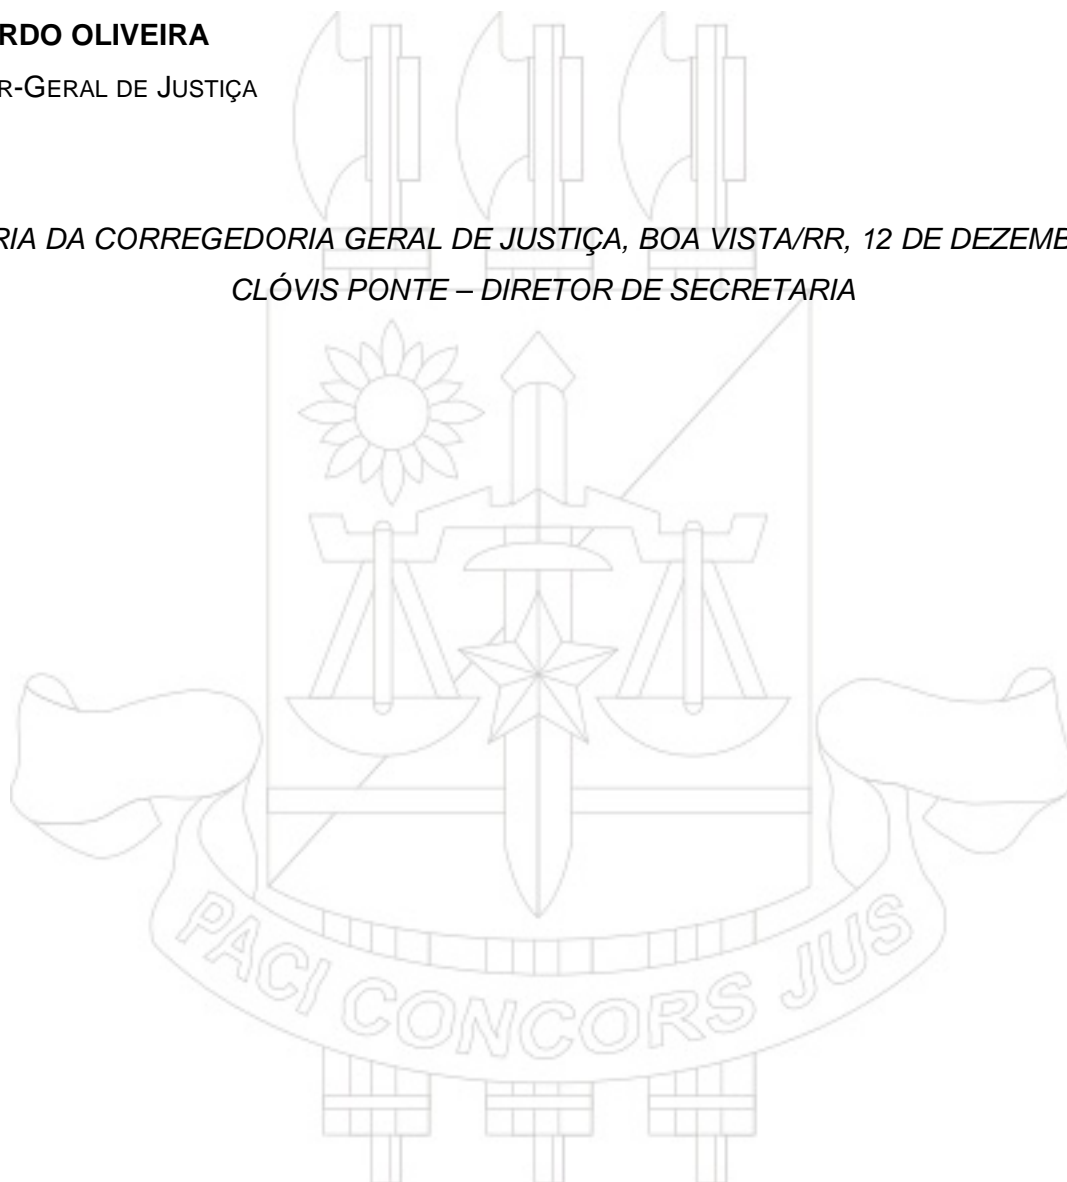 RDO OLIVEIRA
R-GERAL DE JUSTIÇA
RIA DA CORREGEDORIA GERAL DE JUSTIÇA, BOA VISTA/RR, 12 DE DEZEMB
CLÓVIS PONTE – DIRETOR DE SECRETARIA
PACI CONCORS JUS